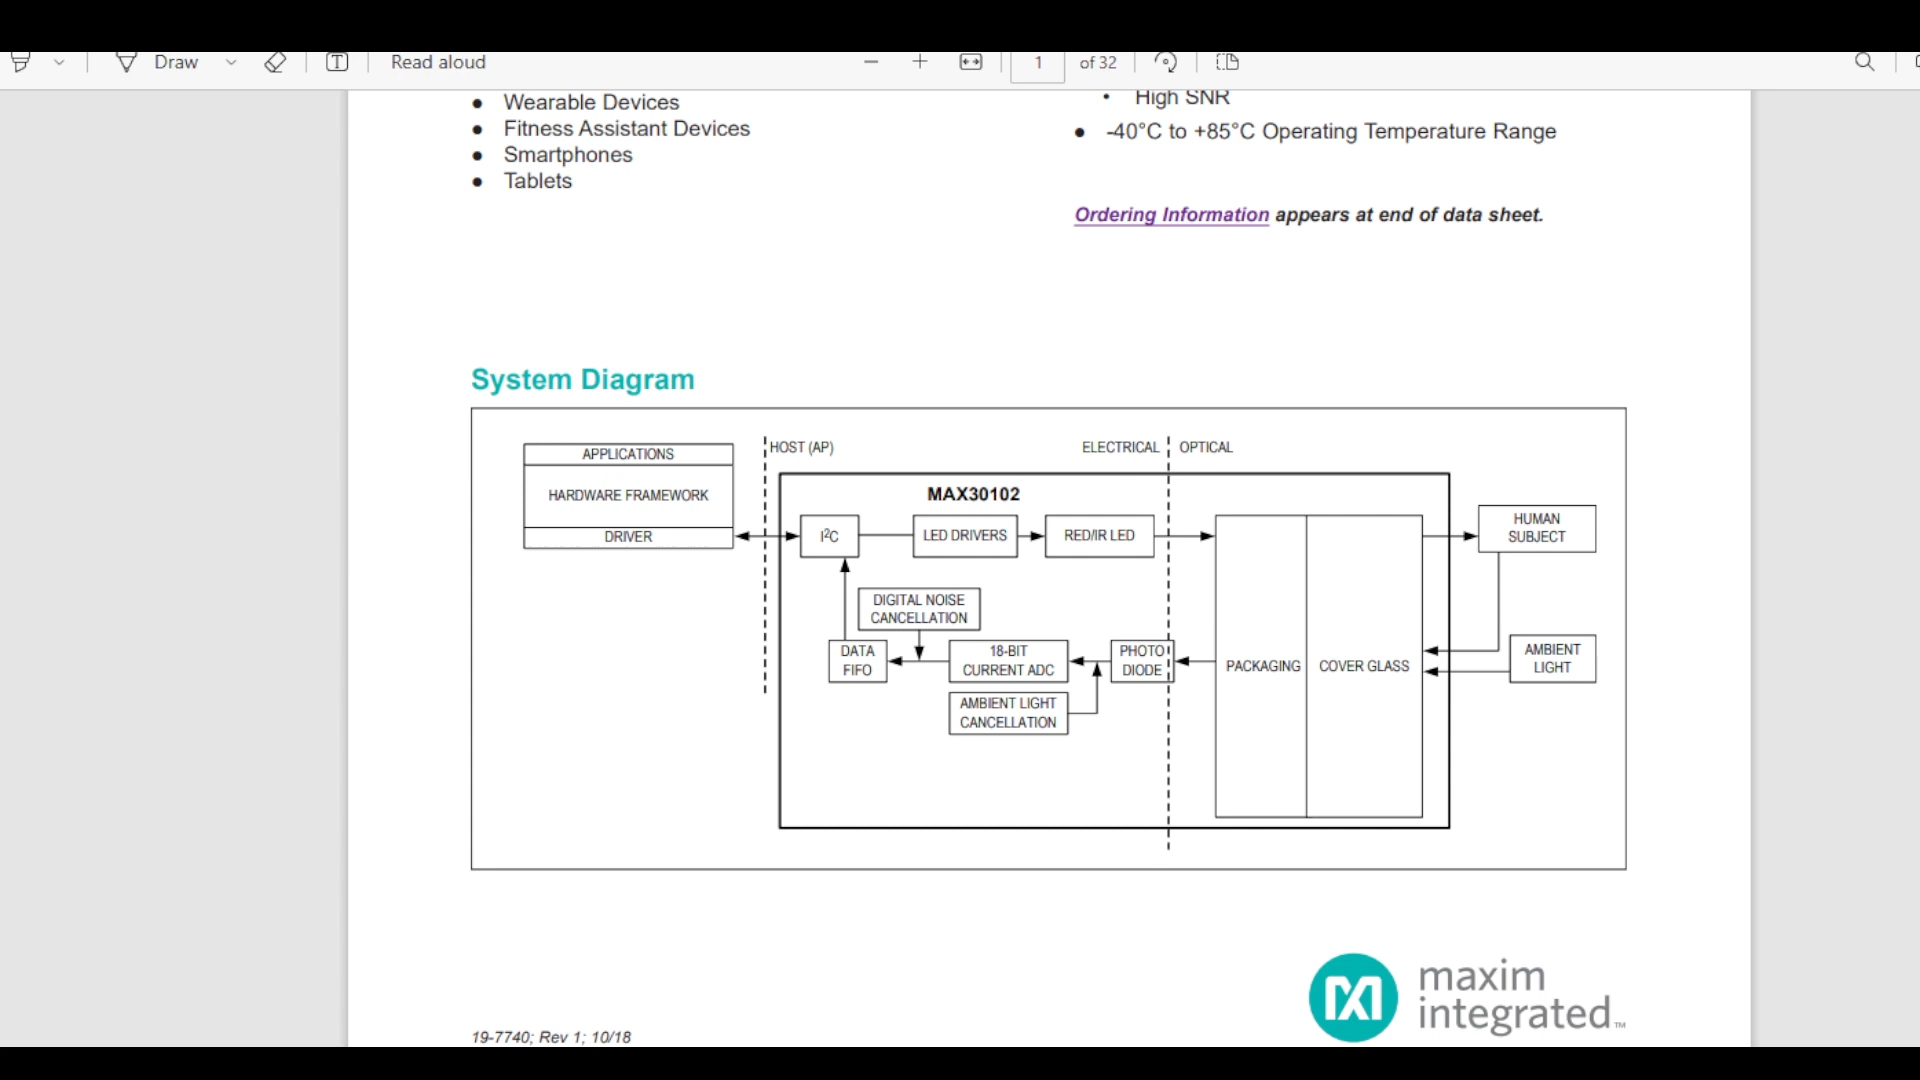 Draw
Read aloud
1
of 32
• Wearable Devices
• Fitness Assistant Devices
• Smartphones
• Tablets
• High SNR
• -40°C to +85°C Operating Temperature Range
Ordering Information appears at end of data sheet.
System Diagram
APPLICATIONS
HARDWARE FRAMEWORK
DRIVER
HOST (AP)
ELECTRICAL
OPTICAL
MAX30102
I²C
LED DRIVERS
RED/IR LED
HUMAN
SUBJECT
DIGITAL NOISE
CANCELLATION
DATA
FIFO
18-BIT
CURRENT ADC
PHOTO
DIODE
PACKAGING
COVER GLASS
AMBIENT
LIGHT
AMBIENT LIGHT
CANCELLATION
maxim
integrated™
19-7740; Rev 1; 10/18